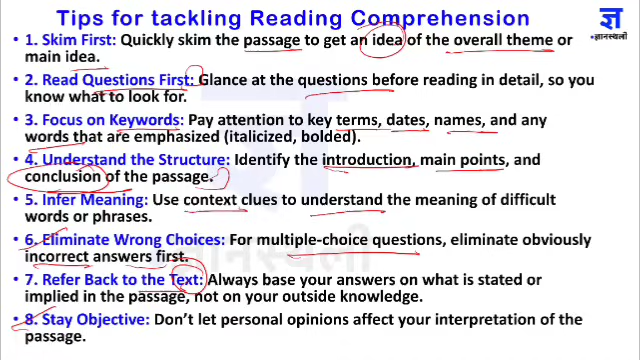 Tips for tackling Reading Comprehension
ज्ञ
ज्ञानस्थली
1. Skim First: Quickly skim the passage to get an idea of the overall theme or
main idea.
2. Read Questions First: Glance at the questions before reading in detail, so you
know what to look for.
3. Focus on Keywords: Pay attention to key terms, dates, names, and any
words that are emphasized (italicized, bolded).
4. Understand the Structure: Identify the introduction, main points, and
conclusion of the passage.
5. Infer Meaning: Use context clues to understand the meaning of difficult
words or phrases.
6. Eliminate Wrong Choices: For multiple-choice questions, eliminate obviously
incorrect answers first.
7. Refer Back to the Text: Always base your answers on what is stated or
implied in the passage, not on your outside knowledge.
8. Stay Objective: Don’t let personal opinions affect your interpretation of the
passage.